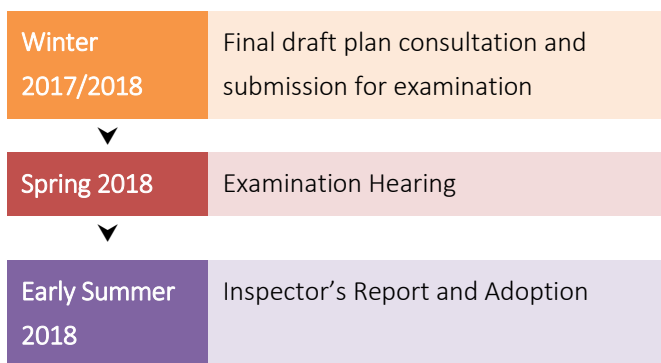 Winter
2017/2018
Final draft plan consultation and
submission for examination
Spring 2018
Examination Hearing
Early Summer
2018
Inspector’s Report and Adoption